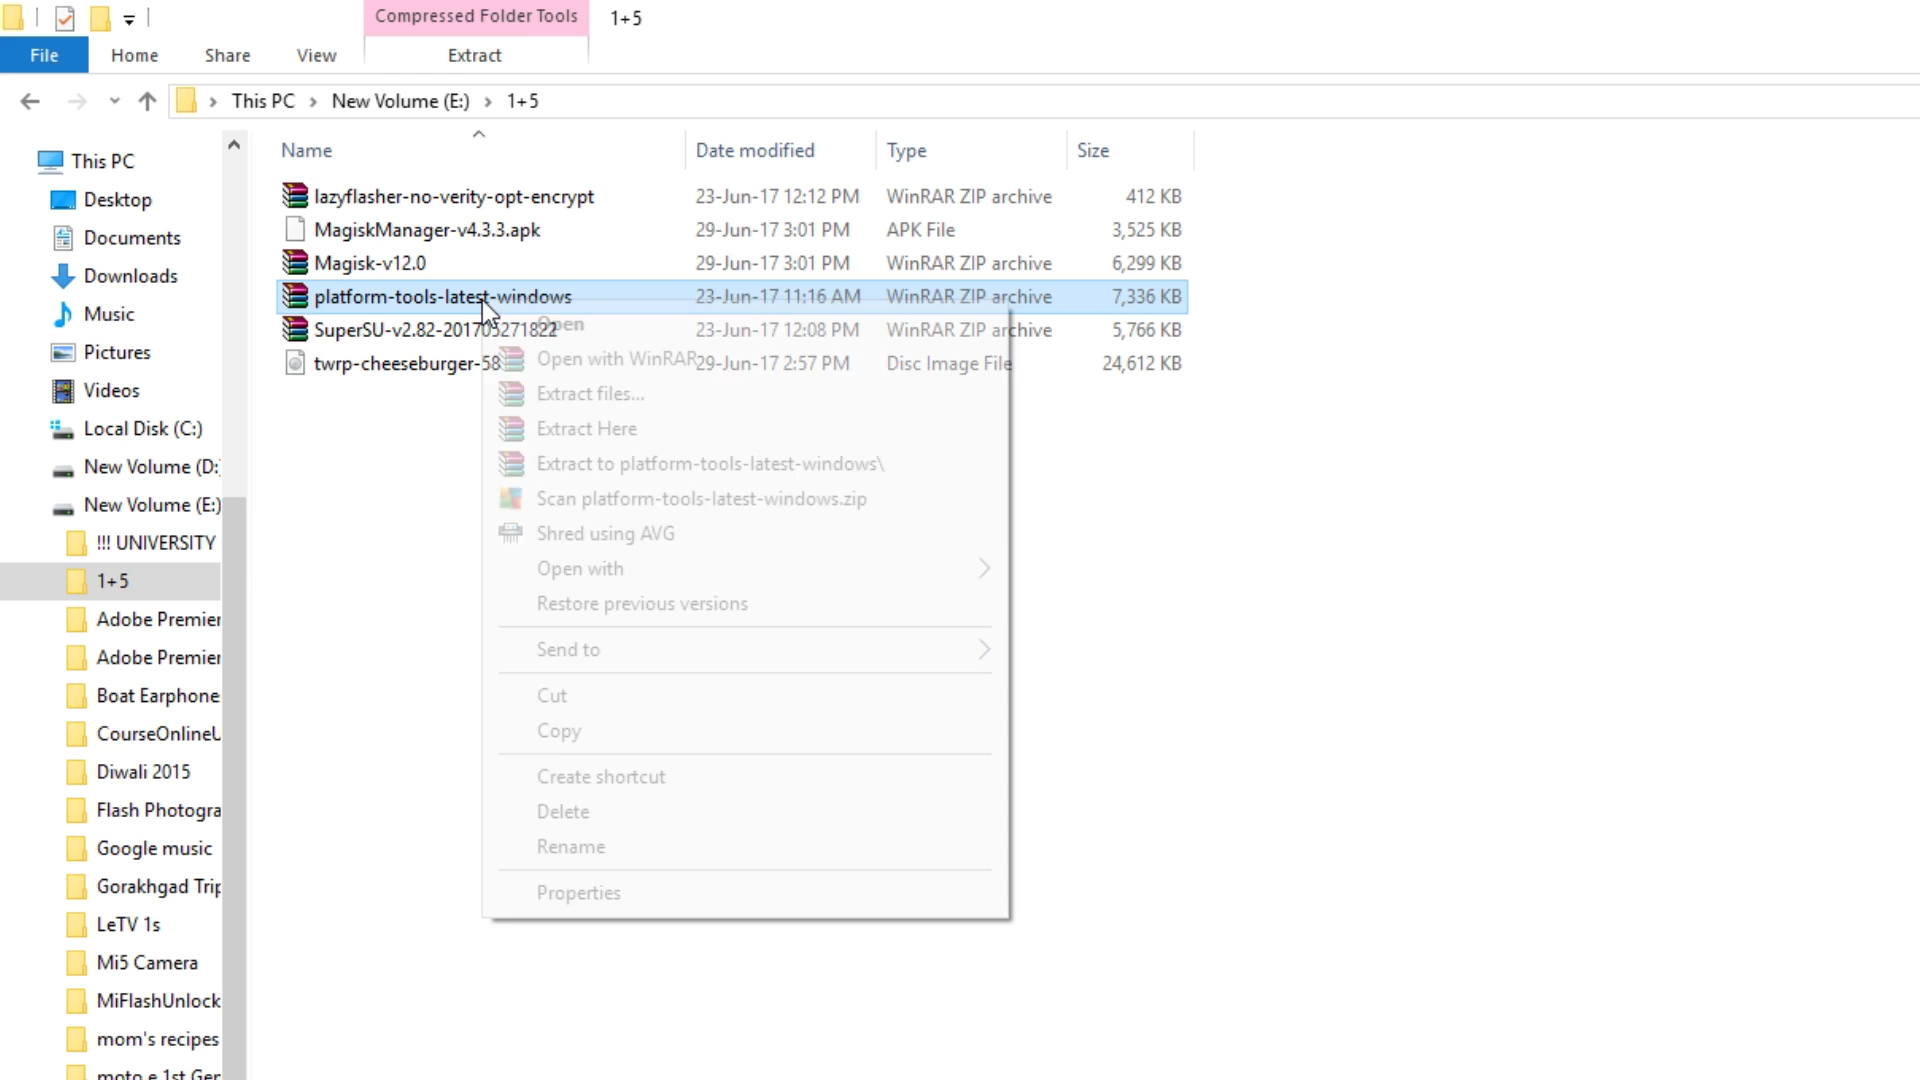 Compressed Folder Tools 1+5
File Home Share View Extract
This PC New Volume (E:) 1+5
Name Date modified Type Size
This PC
Desktop
Documents
Downloads
Music
Pictures
Videos
Local Disk (C:)
New Volume (D:
New Volume (E:)
!!! UNIVERSITY
1+5
Adobe Premier
Adobe Premier
Boat Earphone
CourseOnlineU
Diwali 2015
Flash Photogra
Google music
Gorakhgad Trip
LeTV 1s
Mi5 Camera
MiFlashUnlock
mom's recipes
moto e 1st Gen
lazyflasher-no-verity-opt-encrypt 23-Jun-17 12:12 PM WinRAR ZIP archive 412 KB
MagiskManager-v4.3.3.apk 29-Jun-17 3:01 PM APK File 3,525 KB
Magisk-v12.0 29-Jun-17 3:01 PM WinRAR ZIP archive 6,299 KB
platform-tools-latest-windows 23-Jun-17 11:16 AM WinRAR ZIP archive 7,336 KB
SuperSU-v2.82-201705271822 23-Jun-17 12:08 PM WinRAR ZIP archive 5,766 KB
twrp-cheeseburger-58 29-Jun-17 2:57 PM Disc Image File 24,612 KB
Open
Open with WinRAR
Extract files...
Extract Here
Extract to platform-tools-latest-windows\
Scan platform-tools-latest-windows.zip
Shred using AVG
Open with
Restore previous versions
Send to
Cut
Copy
Create shortcut
Delete
Rename
Properties